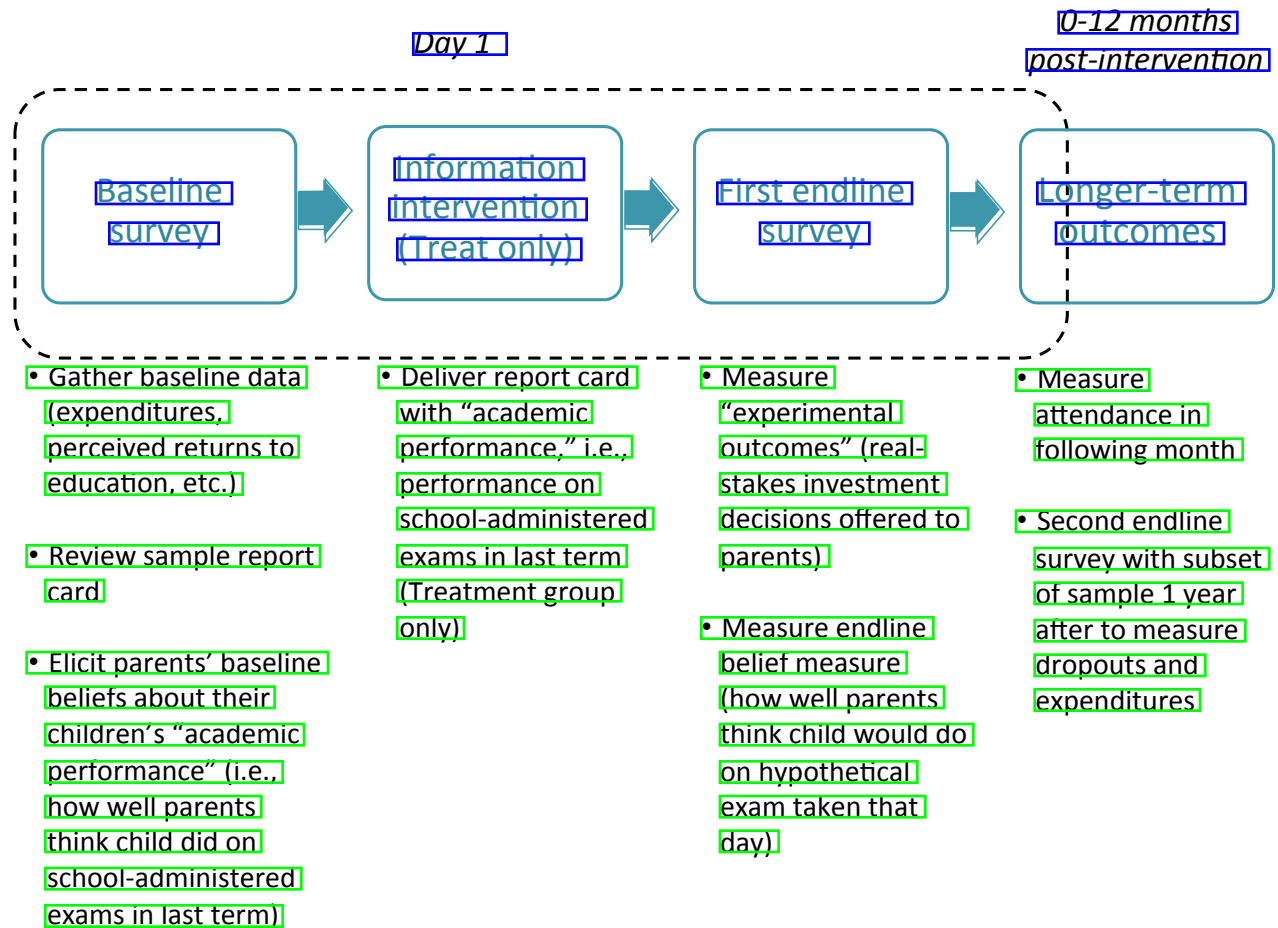 Day 1
0-12 months
post-intervention
Baseline
survey
Information
intervention
(Treat only)
First endline
survey
Longer-term
outcomes
• Gather baseline data
(expenditures,
perceived returns to
education, etc.)
• Review sample report
card
• Elicit parents’ baseline
beliefs about their
children’s “academic
performance” (i.e.,
how well parents
think child did on
school-administered
exams in last term)
• Deliver report card
with “academic
performance,” i.e.,
performance on
school-administered
exams in last term
(Treatment group
only)
• Measure
“experimental
outcomes” (real-
stakes investment
decisions offered to
parents)
• Measure endline
belief measure
(how well parents
think child would do
on hypothetical
exam taken that
day)
• Measure
attendance in
following month
• Second endline
survey with subset
of sample 1 year
after to measure
dropouts and
expenditures